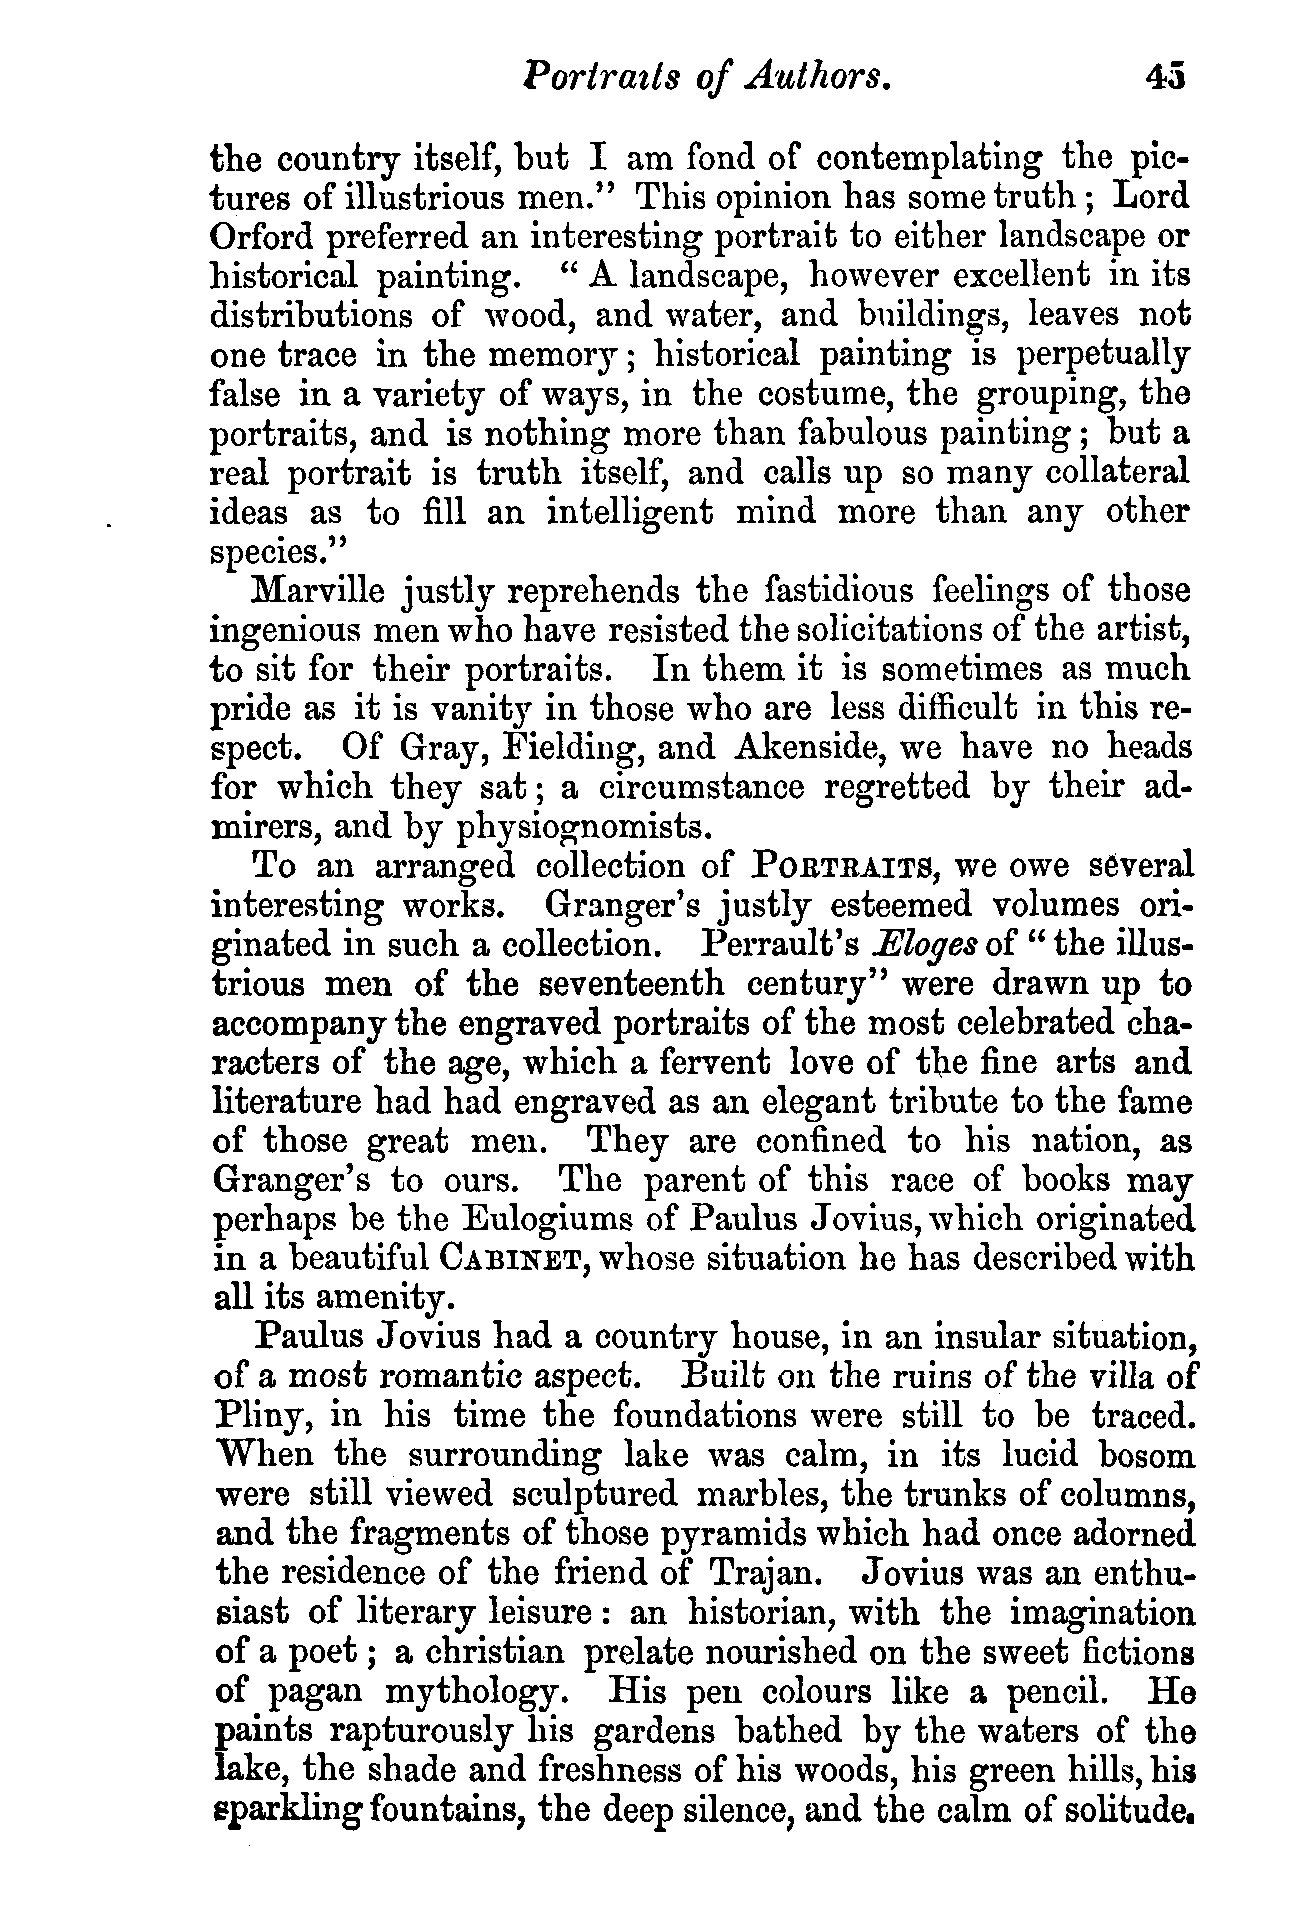 Portraits of Authors. 45
the country itself, but I am fond of contemplating the pic-
tures of illustrious men.” This opinion has some truth; Lord
Orford preferred an interesting portrait to either landscape or
historical painting. “A landscape, however excellent in its
distributions of wood, and water, and buildings, leaves not
one trace in the memory; historical painting is perpetually
false in a variety of ways, in the costume, the grouping, the
portraits, and is nothing more than fabulous painting; but a
real portrait is truth itself, and calls up so many collateral
ideas as to fill an intelligent mind more than any other
species.”
Marville justly reprehends the fastidious feelings of those
ingenious men who have resisted the solicitations of the artist,
to sit for their portraits. In them it is sometimes as much
pride as it is vanity in those who are less difficult in this re-
spect. Of Gray, Fielding, and Akenside, we have no heads
for which they sat; a circumstance regretted by their ad-
mirers, and by physiognomists.
To an arranged collection of PORTRAITS, we owe several
interesting works. Granger's justly esteemed volumes ori-
ginated in such a collection. Perrault's Eloges of “the illus-
trious men of the seventeenth century” were drawn up to
accompany the engraved portraits of the most celebrated cha-
racters of the age, which a fervent love of the fine arts and
literature had had engraved as an elegant tribute to the fame
of those great men. They are confined to his nation, as
Granger's to ours. The parent of this race of books may
perhaps be the Eulogiums of Paulus Jovius, which originated
in a beautiful CABINET, whose situation he has described with
all its amenity.
Paulus Jovius had a country house, in an insular situation,
of a most romantic aspect. Built on the ruins of the villa of
Pliny, in his time the foundations were still to be traced.
When the surrounding lake was calm, in its lucid bosom
were still viewed sculptured marbles, the trunks of columns,
and the fragments of those pyramids which had once adorned
the residence of the friend of Trajan. Jovius was an enthu-
siast of literary leisure: an historian, with the imagination
of a poet; a christian prelate nourished on the sweet fictions
of pagan mythology. His pen colours like a pencil. He
paints rapturously his gardens bathed by the waters of the
lake, the shade and freshness of his woods, his green hills, his
sparkling fountains, the deep silence, and the calm of solitude.